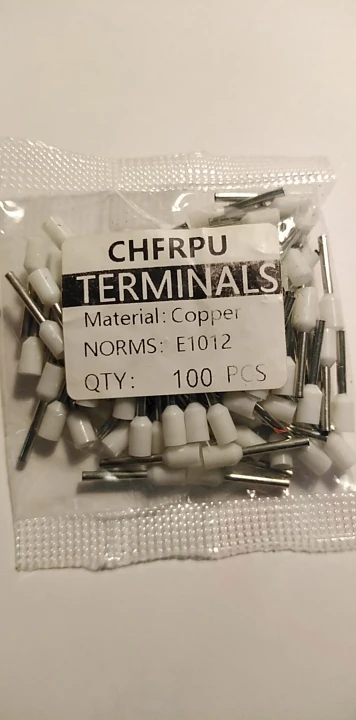 CHFRPU
TERMINALS
Material: Copper
NORMS: E1012
QTY: 100 PCS